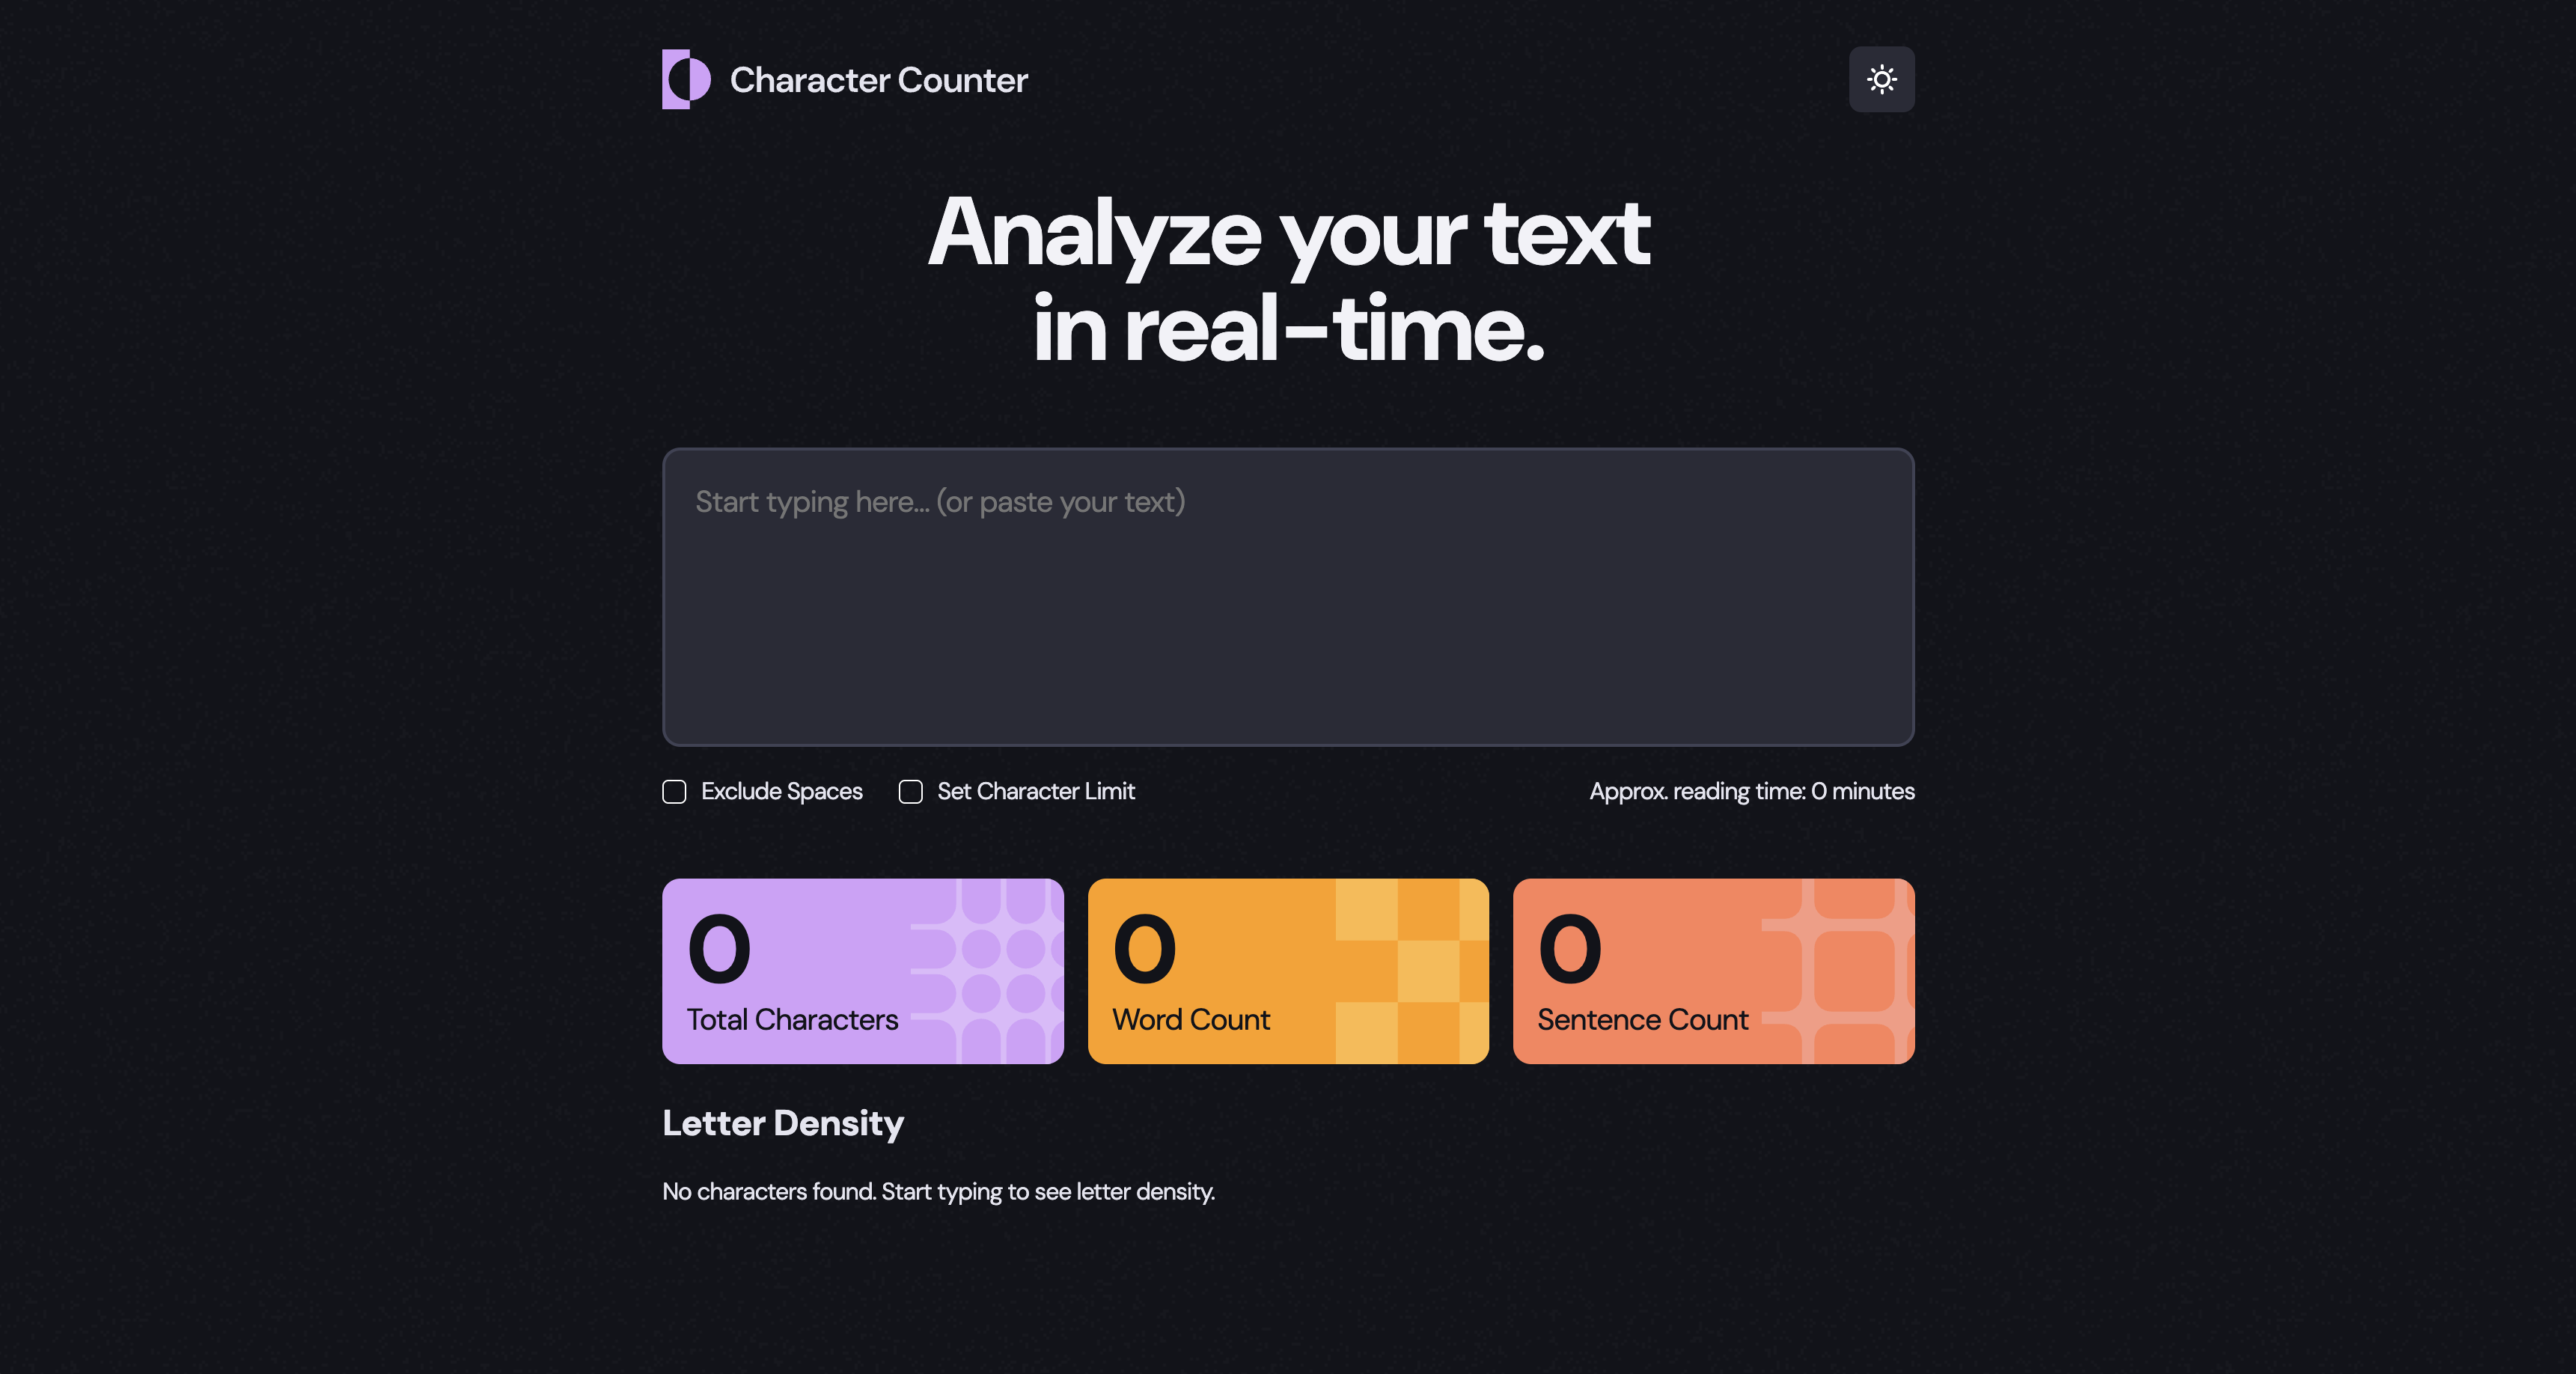 Character Counter
Analyze your text
in real-time.
Start typing here... (or paste your text)
Exclude Spaces
Set Character Limit
Approx. reading time: 0 minutes
0
Total Characters
0
Word Count
0
Sentence Count
Letter Density
No characters found. Start typing to see letter density.